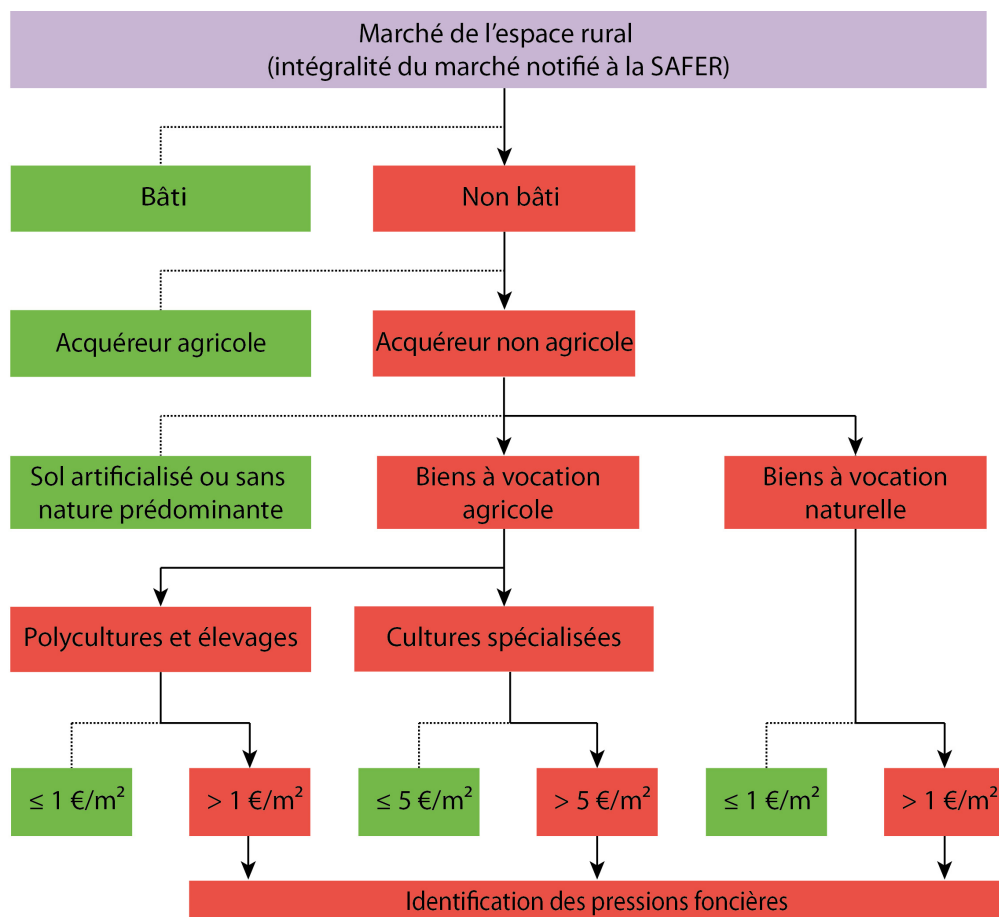 Marché de l’espace rural
(intégralité du marché notifié à la SAFER)
Bâti
Non bâti
Acquéreur agricole
Acquéreur non agricole
Sol artificialisé ou sans
nature prédominante
Biens à vocation
agricole
Biens à vocation
naturelle
Polycultures et élevages
Cultures spécialisées
≤ 1 €/m²
> 1 €/m²
≤ 5 €/m²
> 5 €/m²
≤ 1 €/m²
> 1 €/m²
Identification des pressions foncières